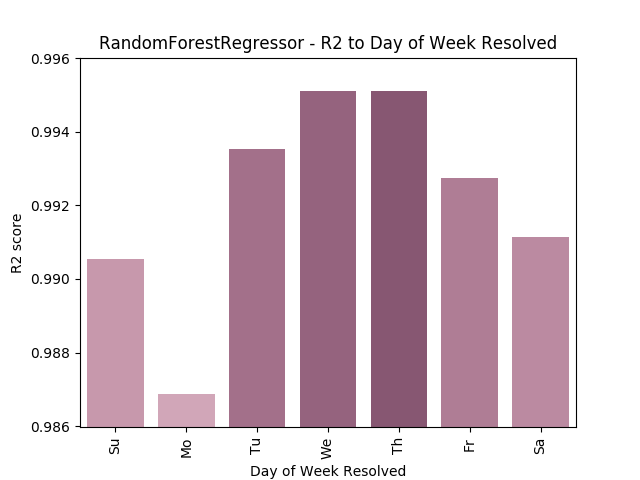 RandomForestRegressor - R2 to Day of Week Resolved
0.996
0.994
0.992
0.990
0.988
0.986
R2 score
Su
Mo
Tu
We
Th
Fr
Sa
Day of Week Resolved